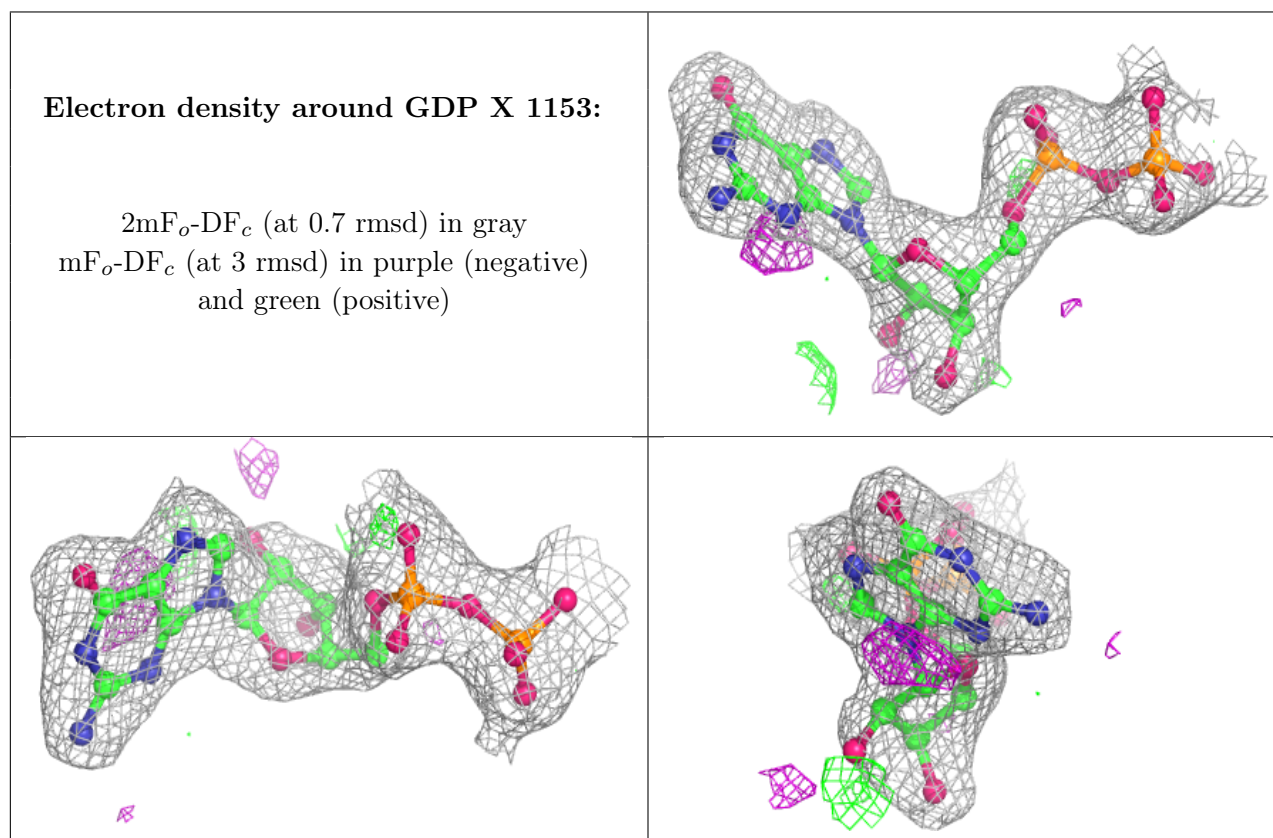 Electron density around GDP X 1153:
2mFo-DFc (at 0.7 rmsd) in gray
mFo-DFc (at 3 rmsd) in purple (negative)
and green (positive)